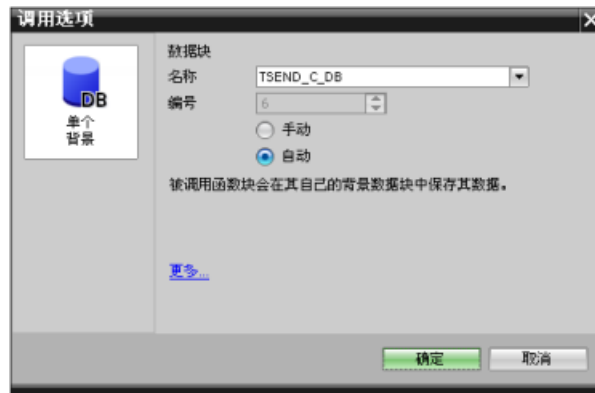 调用选项
数据块
名称 TSEND_C_DB
编号 6
手动
自动
DB
单个
背景
被调用函数块会在其自己的背景数据块中保存其数据。
更多...
确定 取消